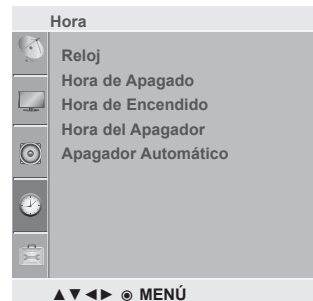 Hora
Reloj
Hora de Apagado
Hora de Encendido
Hora del Apagador
Apagador Automático
▲▼◄► ◉ MENÚ